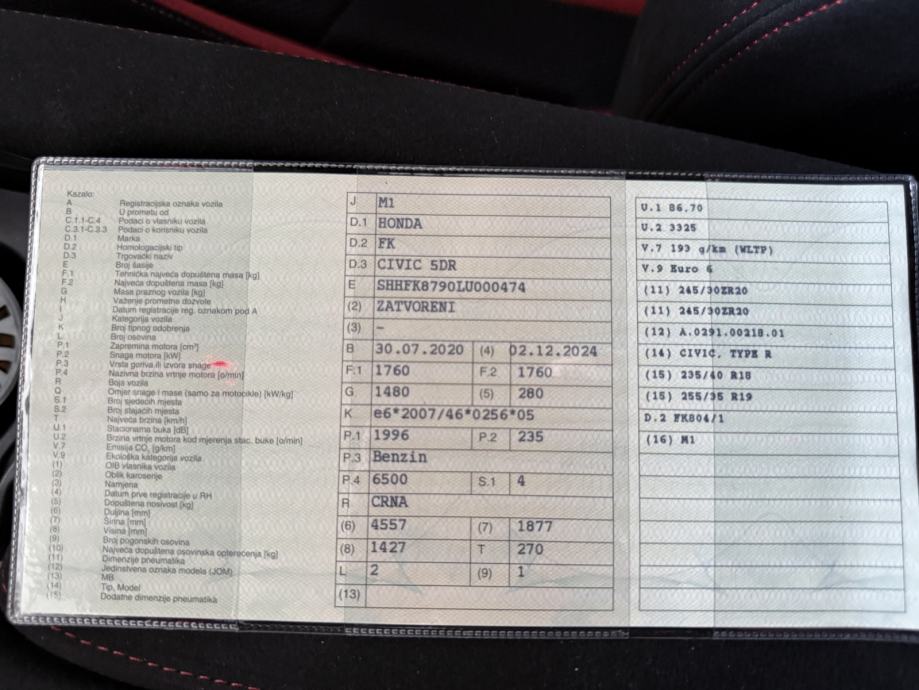 Kazalo:
A Registracijska oznaka vozila
B U prometu od
C.1.1-C.4 Podaci o vlasniku vozila
C.3.1-C.3.3 Podaci o korisniku vozila
D.1 Marka
D.2 Homologacijski tip
D.3 Trgovački naziv
E Broj šasije
F.1 Tehnička najveća dopuštena masa [kg]
F.2 Najveća dopuštena masa [kg]
G Masa praznog vozila [kg]
H Važenje prometne dozvole
I Datum registracije reg. oznakom pod A
J Kategorija vozila
K Broj tipnog odobrenja
L Broj osovina
P.1 Zapremina motora [cm³]
P.2 Snaga motora [kW]
P.3 Vrsta goriva ili izvora snage
P.4 Nazivna brzina vrtnje motora [o/min]
R Boja vozila
Q Omjer snage i mase (samo za motocikle) [kW/kg]
S.1 Broj sjedećih mjesta
S.2 Broj stajaćih mjesta
T Najveća brzina [km/h]
U.1 Stacionarna buka [dB]
U.2 Brzina vrtnje motora kod mjerenja stac. buke [o/min]
V.7 Emisija CO₂ [g/km]
V.9 Ekološka kategorija vozila
(1) OIB vlasnika vozila
(2) Oblik karoserije
(3) Namjena
(4) Datum prve registracije u RH
(5) Dopuštena nosivost [kg]
(6) Duljina [mm]
(7) Širina [mm]
(8) Visina [mm]
(9) Broj pogonskih osovina
(10) Najveća dopuštena osovinska opterećenja [kg]
(11) Dimenzije pneumatika
(12) Jedinstvena oznaka modela (JOM)
(13) MB
(14) Tip, Model
(15) Dodatne dimenzije pneumatika
J M1
D.1 HONDA
D.2 FK
D.3 CIVIC 5DR
E SHHFK8790LU000474
(2) ZATVORENI
(3) –
B 30.07.2020 (4) 02.12.2024
F.1 1760 F.2 1760
G 1480 (5) 280
K e6*2007/46*0256*05
P.1 1996 P.2 235
P.3 Benzin
P.4 6500 S.1 4
R CRNA
(6) 4557 (7) 1877
(8) 1427 T 270
L 2 (9) 1
(13)
U.1 86.70
U.2 3325
V.7 193 g/km (WLTP)
V.9 Euro 6
(11) 245/30ZR20
(11) 245/30ZR20
(12) A.0291.00218.01
(14) CIVIC, TYPE R
(15) 235/40 R18
(15) 255/35 R19
D.2 FK804/1
(16) M1